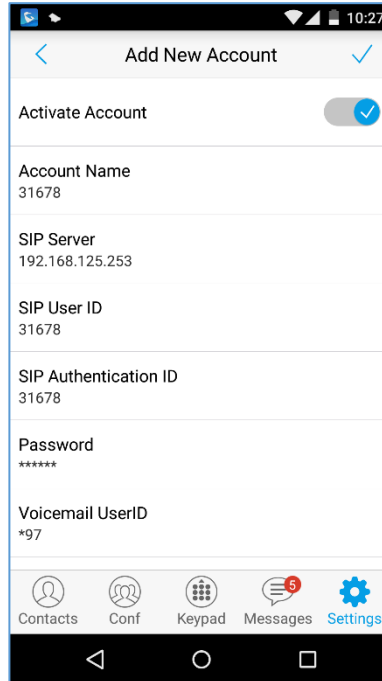 10:27
Add New Account
Activate Account
Account Name
31678
SIP Server
192.168.125.253
SIP User ID
31678
SIP Authentication ID
31678
Password
******
Voicemail UserID
*97
5
Contacts Conf Keypad Messages Settings